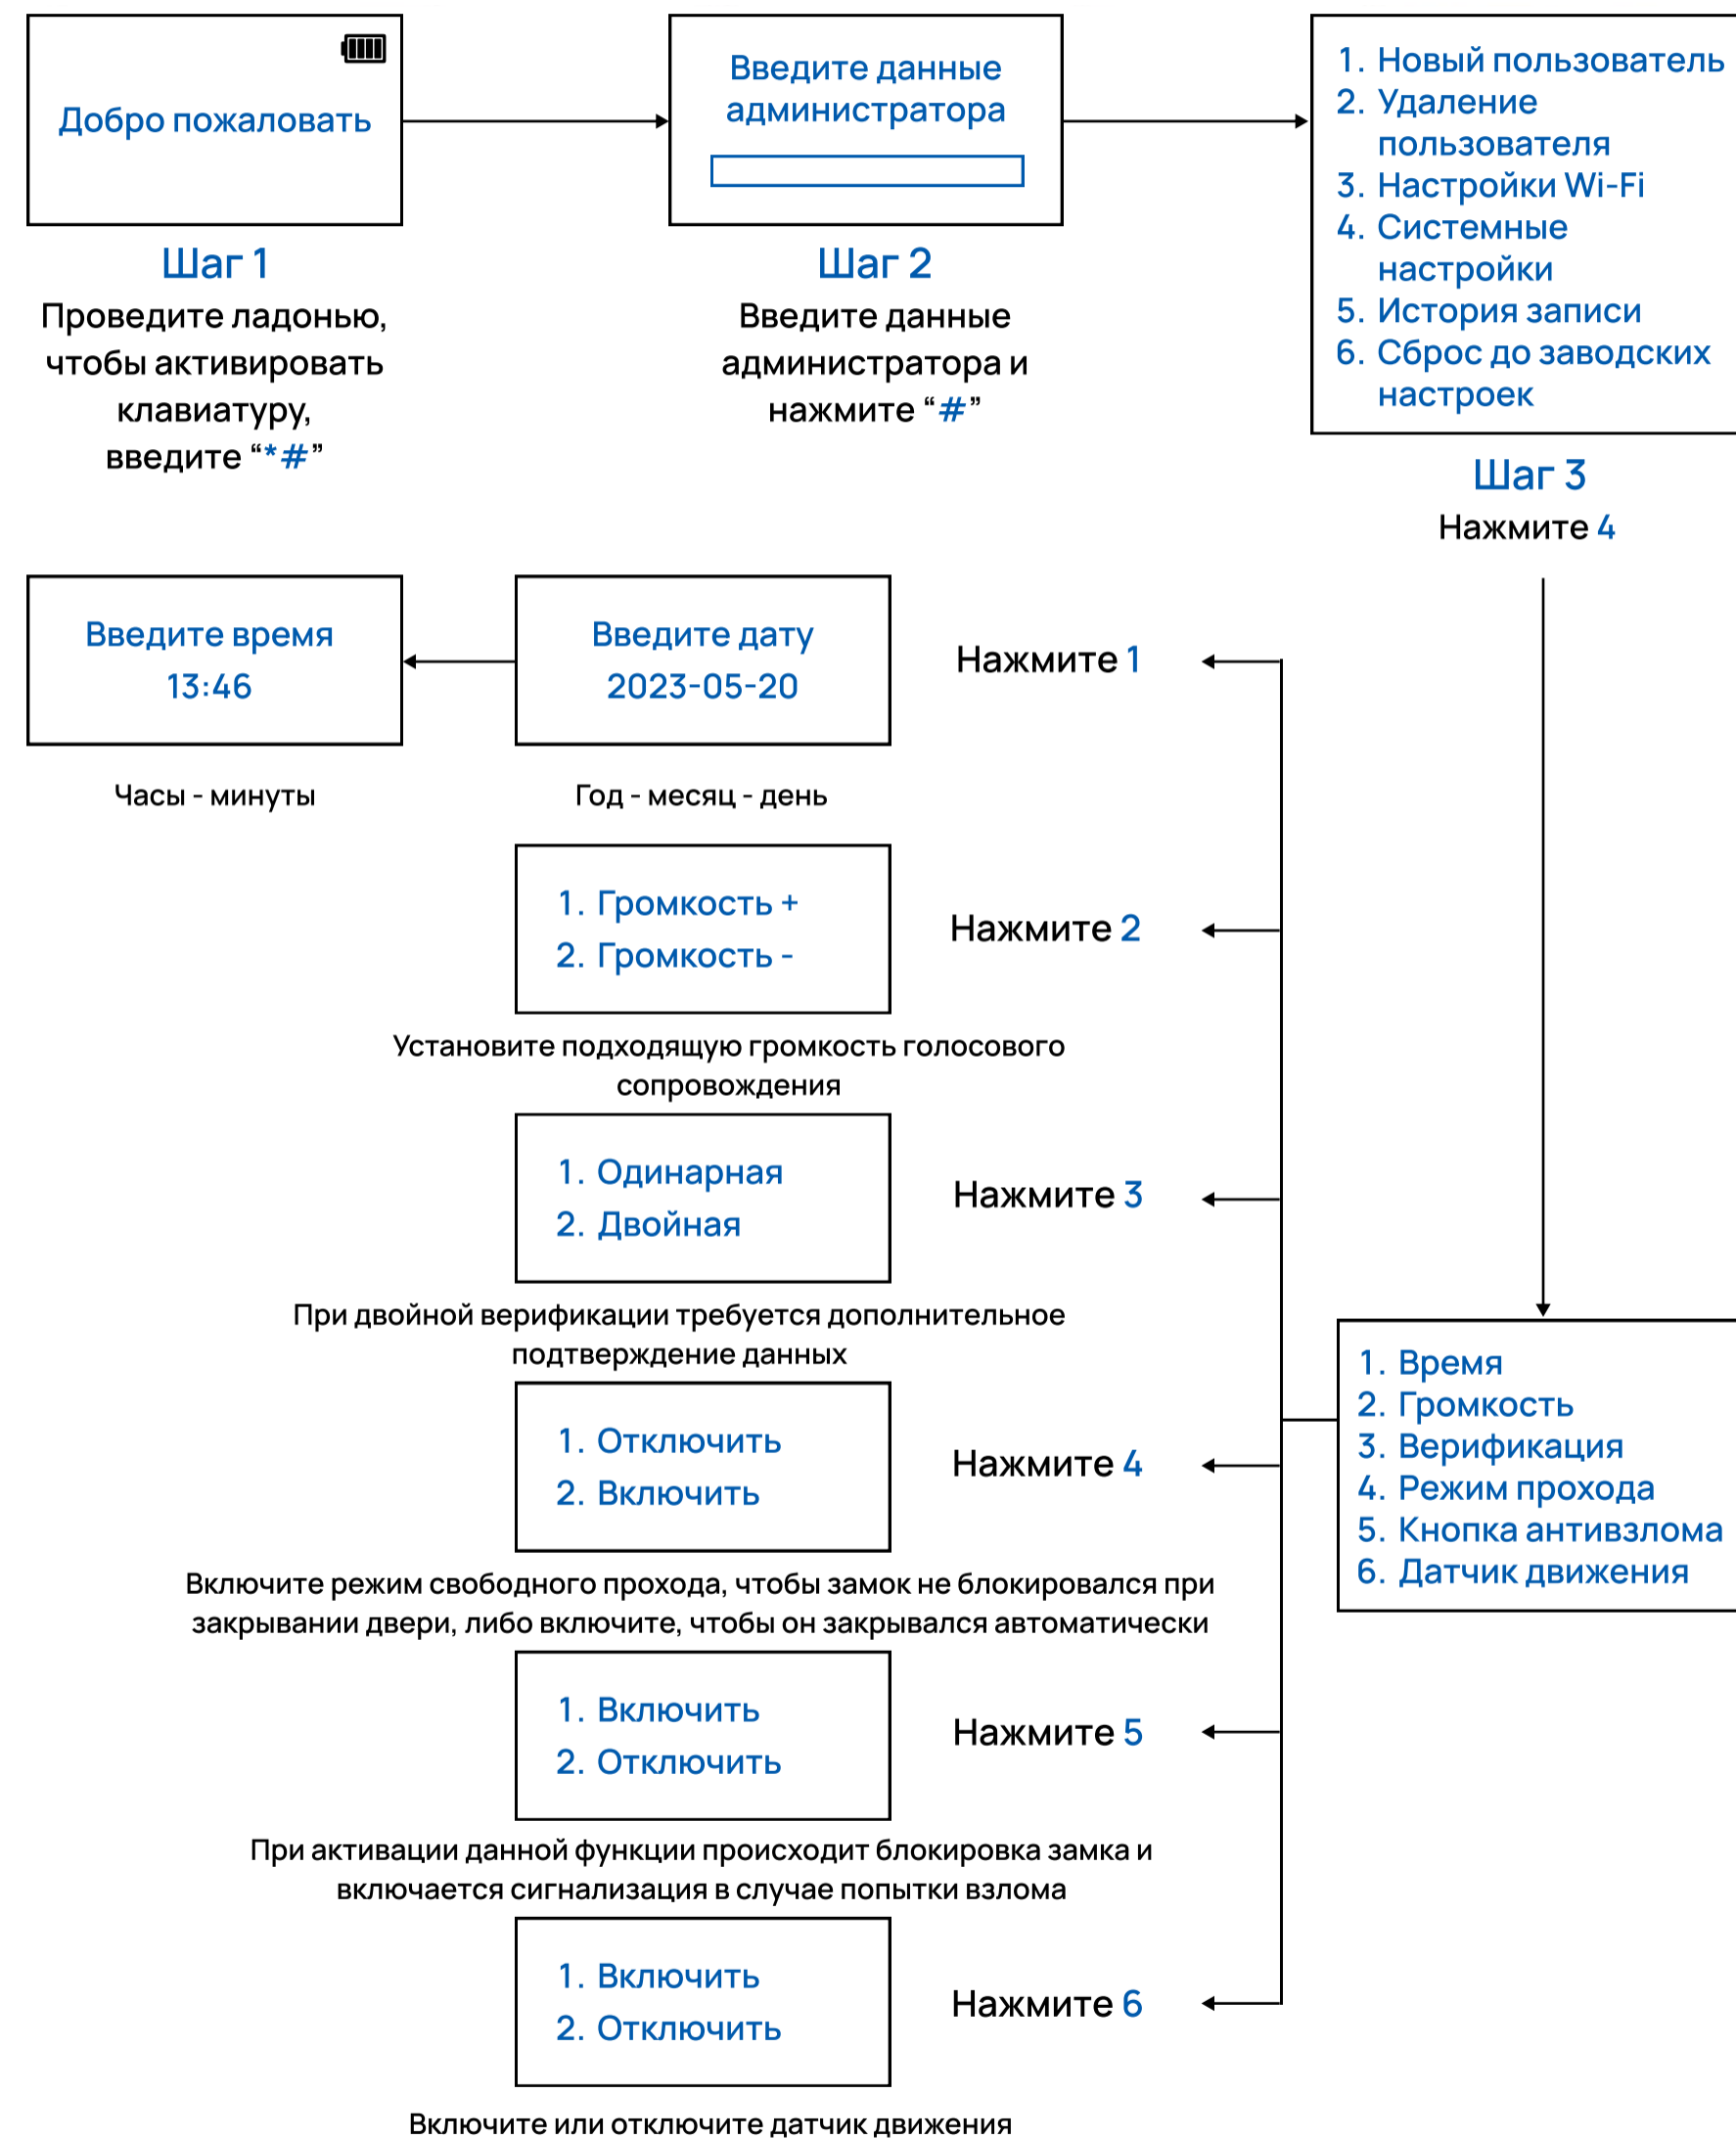 Добро пожаловать
Шаг 1
Проведите ладонью,
чтобы активировать
клавиатуру,
введите “*#”
Введите данные
администратора
Шаг 2
Введите данные
администратора и
нажмите “#”
1. Новый пользователь
2. Удаление
пользователя
3. Настройки Wi-Fi
4. Системные
настройки
5. История записи
6. Сброс до заводских
настроек
Шаг 3
Нажмите 4
1. Время
2. Громкость
3. Верификация
4. Режим прохода
5. Кнопка антивзлома
6. Датчик движения
Нажмите 1
Введите дату
2023-05-20
Год - месяц - день
Введите время
13:46
Часы - минуты
Нажмите 2
1. Громкость +
2. Громкость -
Установите подходящую громкость голосового
сопровождения
Нажмите 3
1. Одинарная
2. Двойная
При двойной верификации требуется дополнительное
подтверждение данных
Нажмите 4
1. Отключить
2. Включить
Включите режим свободного прохода, чтобы замок не блокировался при
закрывании двери, либо включите, чтобы он закрывался автоматически
Нажмите 5
1. Включить
2. Отключить
При активации данной функции происходит блокировка замка и
включается сигнализация в случае попытки взлома
Нажмите 6
1. Включить
2. Отключить
Включите или отключите датчик движения